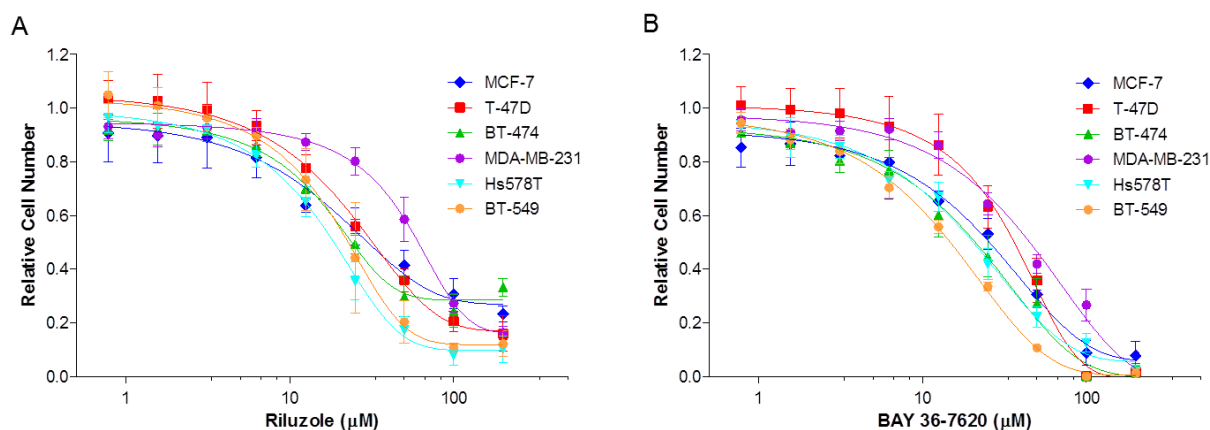 A
Relative Cell Number
1.2
1.0
0.8
0.6
0.4
0.2
0.0
1
10
100
Riluzole (μM)
MCF-7
T-47D
BT-474
MDA-MB-231
Hs578T
BT-549
B
Relative Cell Number
1.2
1.0
0.8
0.6
0.4
0.2
0.0
1
10
100
BAY 36-7620 (μM)
MCF-7
T-47D
BT-474
MDA-MB-231
Hs578T
BT-549